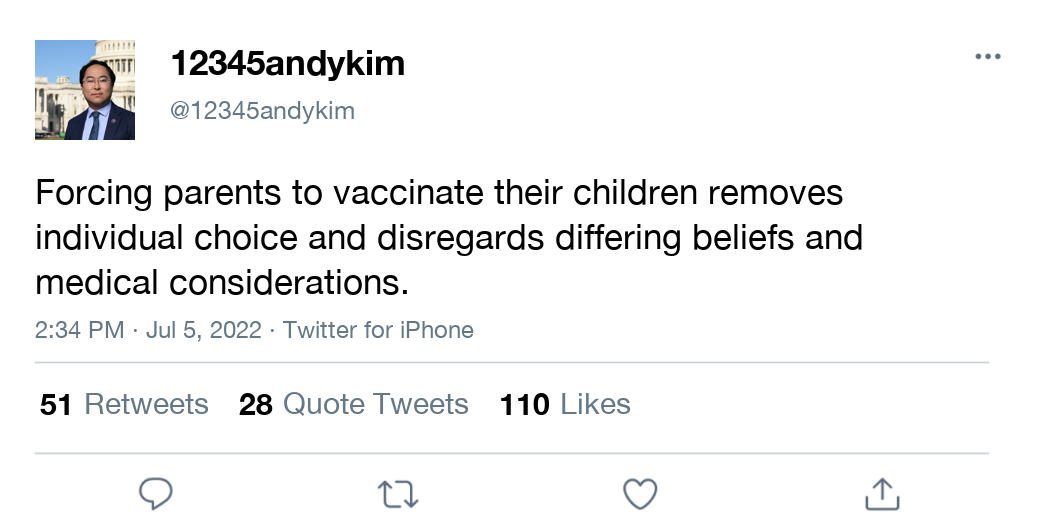 12345andykim
@12345andykim
Forcing parents to vaccinate their children removes
individual choice and disregards differing beliefs and
medical considerations.
2:34 PM · Jul 5, 2022 · Twitter for iPhone
51 Retweets 28 Quote Tweets 110 Likes